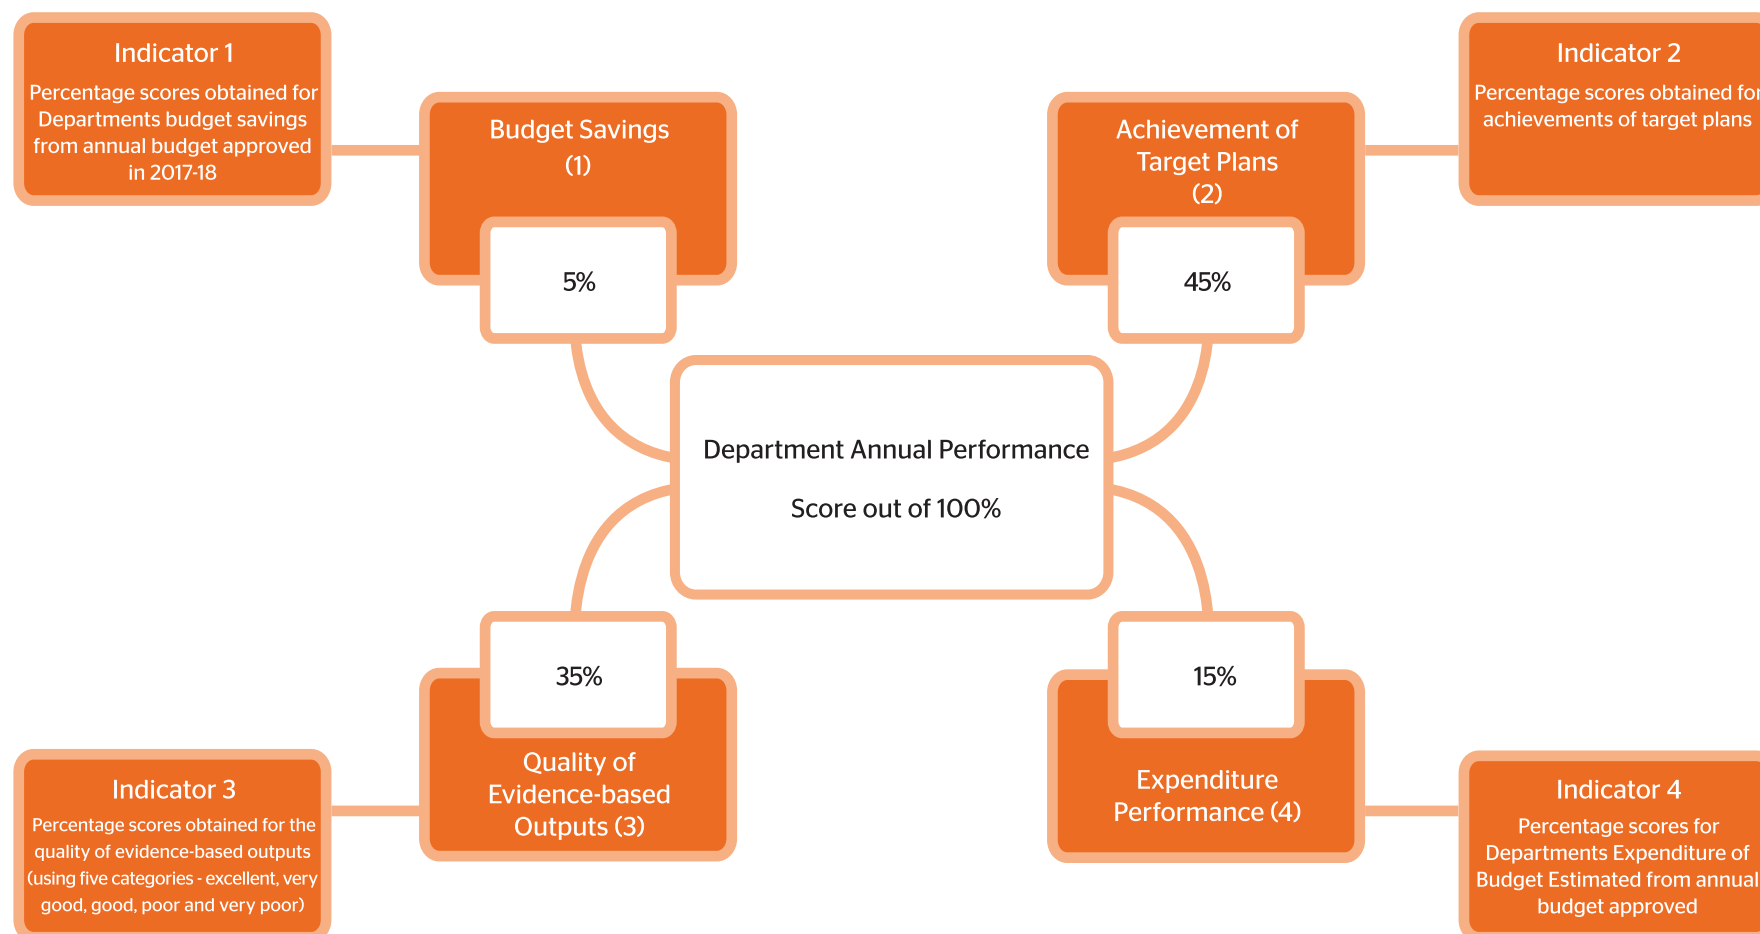 Indicator 1
Percentage scores obtained for
Departments budget savings
from annual budget approved
in 2017-18
Budget Savings
(1)
5%
Achievement of
Target Plans
(2)
45%
Indicator 2
Percentage scores obtained for
achievements of target plans
Department Annual Performance
Score out of 100%
35%
Quality of
Evidence-based
Outputs (3)
Indicator 3
Percentage scores obtained for the
quality of evidence-based outputs
(using five categories - excellent, very
good, good, poor and very poor)
15%
Expenditure
Performance (4)
Indicator 4
Percentage scores for
Departments Expenditure of
Budget Estimated from annual
budget approved